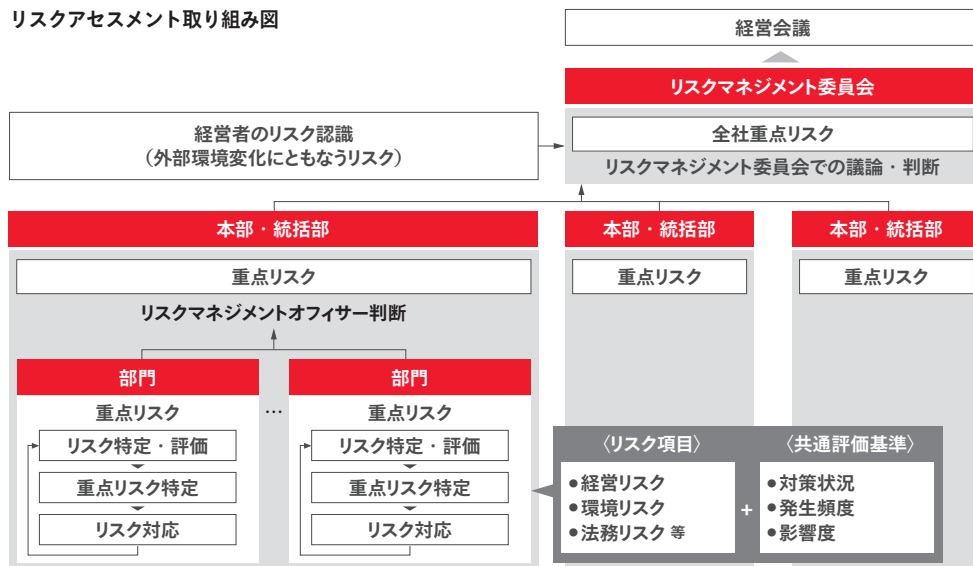 リスクアセスメント取り組み図
経営会議
リスクマネジメント委員会
経営者のリスク認識
（外部環境変化にともなうリスク）
全社重点リスク
リスクマネジメント委員会での議論・判断
本部・統括部
本部・統括部
本部・統括部
重点リスク
重点リスク
重点リスク
リスクマネジメントオフィサー判断
部門
部門
重点リスク
…
重点リスク
リスク特定・評価
重点リスク特定
リスク対応
リスク特定・評価
重点リスク特定
リスク対応
〈リスク項目〉
●経営リスク
●環境リスク
●法務リスク 等
+
〈共通評価基準〉
●対策状況
●発生頻度
●影響度